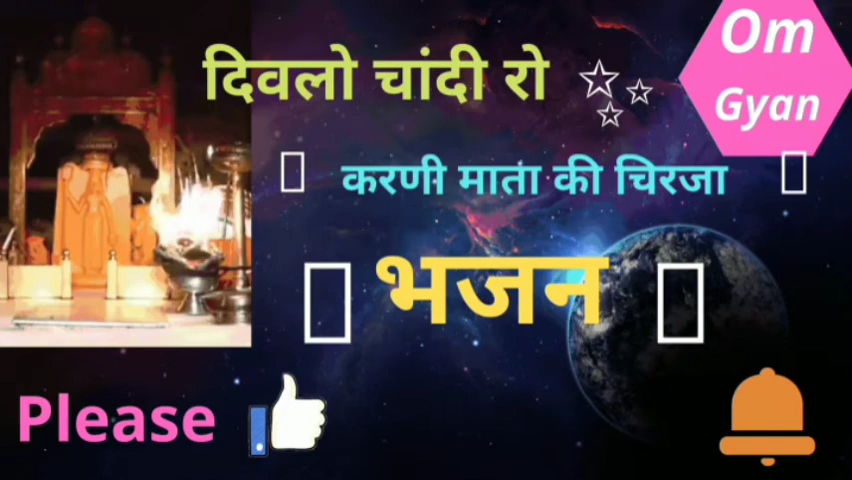 दिवलो चांदी रो
Om
Gyan
करणी माता की चिरजा
भजन
Please